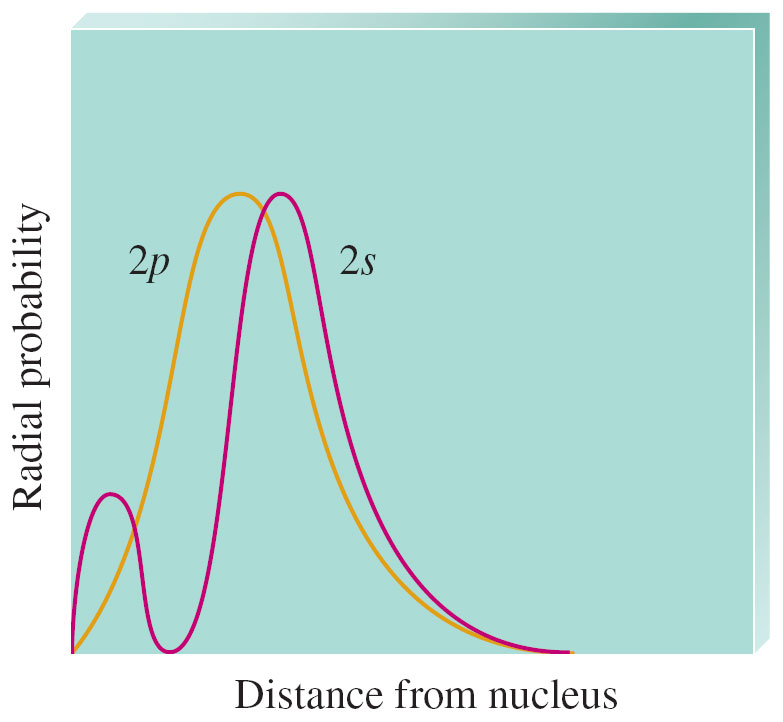 Radial probability
2p
2s
Distance from nucleus